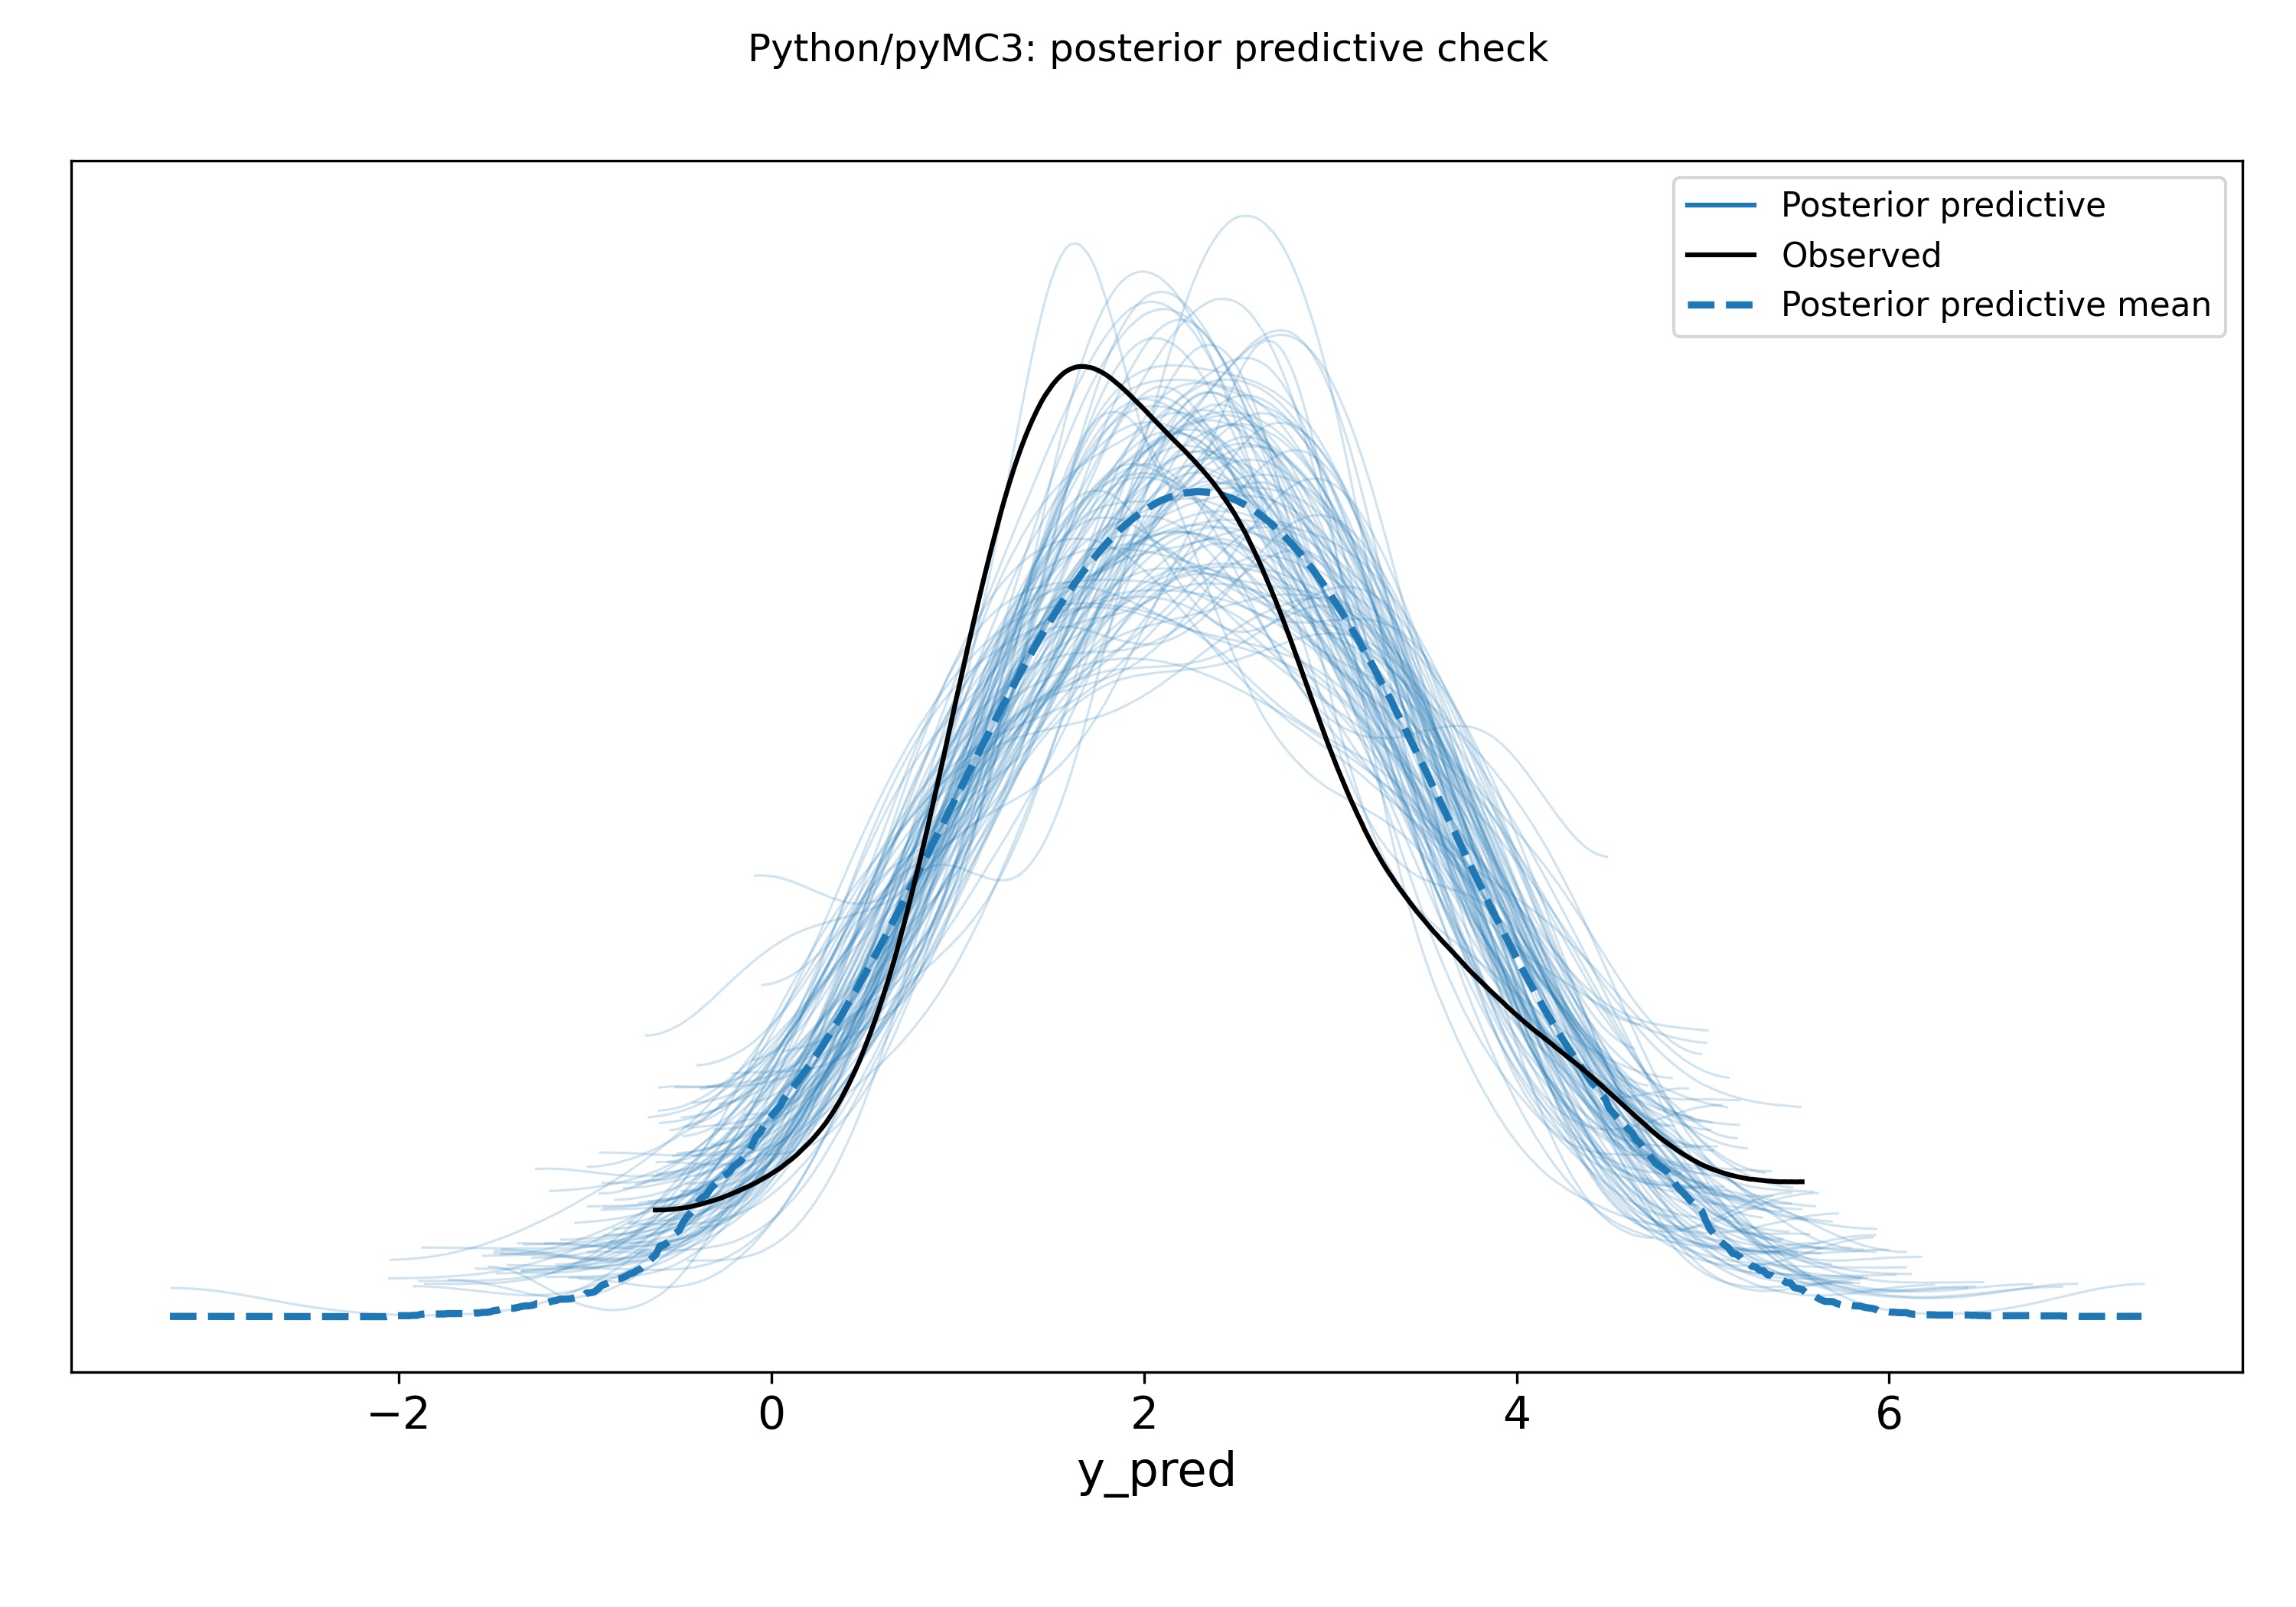 Python/pyMC3: posterior predictive check
Posterior predictive
Observed
Posterior predictive mean
−2 0 2 4 6
y_pred